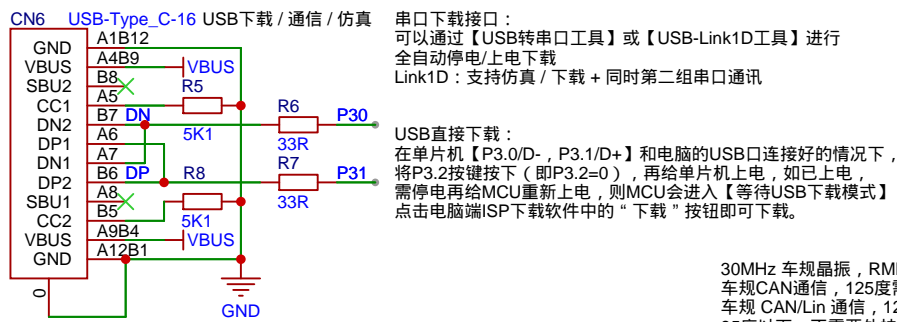 CN6 USB-Type_C-16 USB下载 / 通信 / 仿真
GND A1B12
VBUS A4B9 VBUS
SBU2 B8
CC1 A5 R5 5K1
DN2 B7 DN R6 33R P30
DP1 A6
DN1 A7
DP2 B6 DP R7 33R P31
SBU1 A8 R8 5K1
CC2 B5
VBUS A9B4 VBUS
GND A12B1
0
GND
串口下载接口：
可以通过【USB转串口工具】或【USB-Link1D工具】进行
全自动停电/上电下载
Link1D：支持仿真 / 下载 + 同时第二组串口通讯
USB直接下载：
在单片机【P3.0/D-，P3.1/D+】和电脑的USB口连接好的情况下，
将P3.2按键按下（即P3.2=0），再给单片机上电，如已上电，
需停电再给MCU重新上电，则MCU会进入【等待USB下载模式】
点击电脑端ISP下载软件中的“下载”按钮即可下载。
30MHz 车规晶振，RM
车规CAN通信，125度
车规 CAN/Lin 通信，12